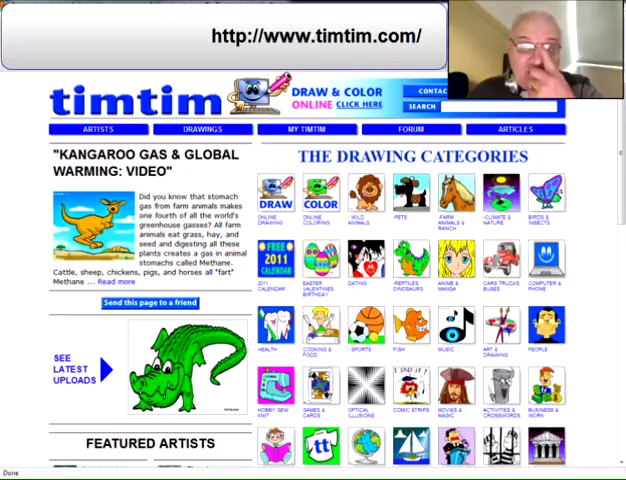 http://www.timtim.com/
timtim
DRAW & COLOR
ONLINE CLICK HERE
CONTAC
SEARCH
ARTISTS
DRAWINGS
MY TIMTIM
FORUM
ARTICLES
"KANGAROO GAS & GLOBAL
WARMING: VIDEO"
Did you know that stomach
gas from farm animals makes
one fourth of all the world's
greenhouse gasses? All farm
animals eat grass, hay, and
seed and digesting all these
plants creates a gas in animal
stomachs called Methane.
Cattle, sheep, chickens, pigs, and horses all "fart"
Methane ... Read more
Send this page to a friend
SEE
LATEST
UPLOADS
FEATURED ARTISTS
THE DRAWING CATEGORIES
DRAW
COLOR
ONLINE
DRAWING
ONLINE
COLORING
WILD
ANIMALS
PETS
FARM
ANIMALS &
RANCH
CLIMATE &
NATURE
BIRDS &
INSECTS
FREE
2011
CALENDAR
2011
CALENDAR
EASTER
VALENTINES
BIRTHDAY
DATING
REPTILES
DINOSAURS
ANIME &
MANGA
CARS TRUCKS
BUSES
COMPUTER &
PHONE
HEALTH
COOKING &
FOOD
SPORTS
FISH
MUSIC
ART &
DRAWING
PEOPLE
I DID IT!
HOBBY SEW
KNIT
GAMES &
CARDS
OPTICAL
ILLUSIONS
COMIC STRIPS
MOVIES &
MAGIC
ACTIVITIES &
CROSSWORDS
BUSINESS &
WORK
tt
Done